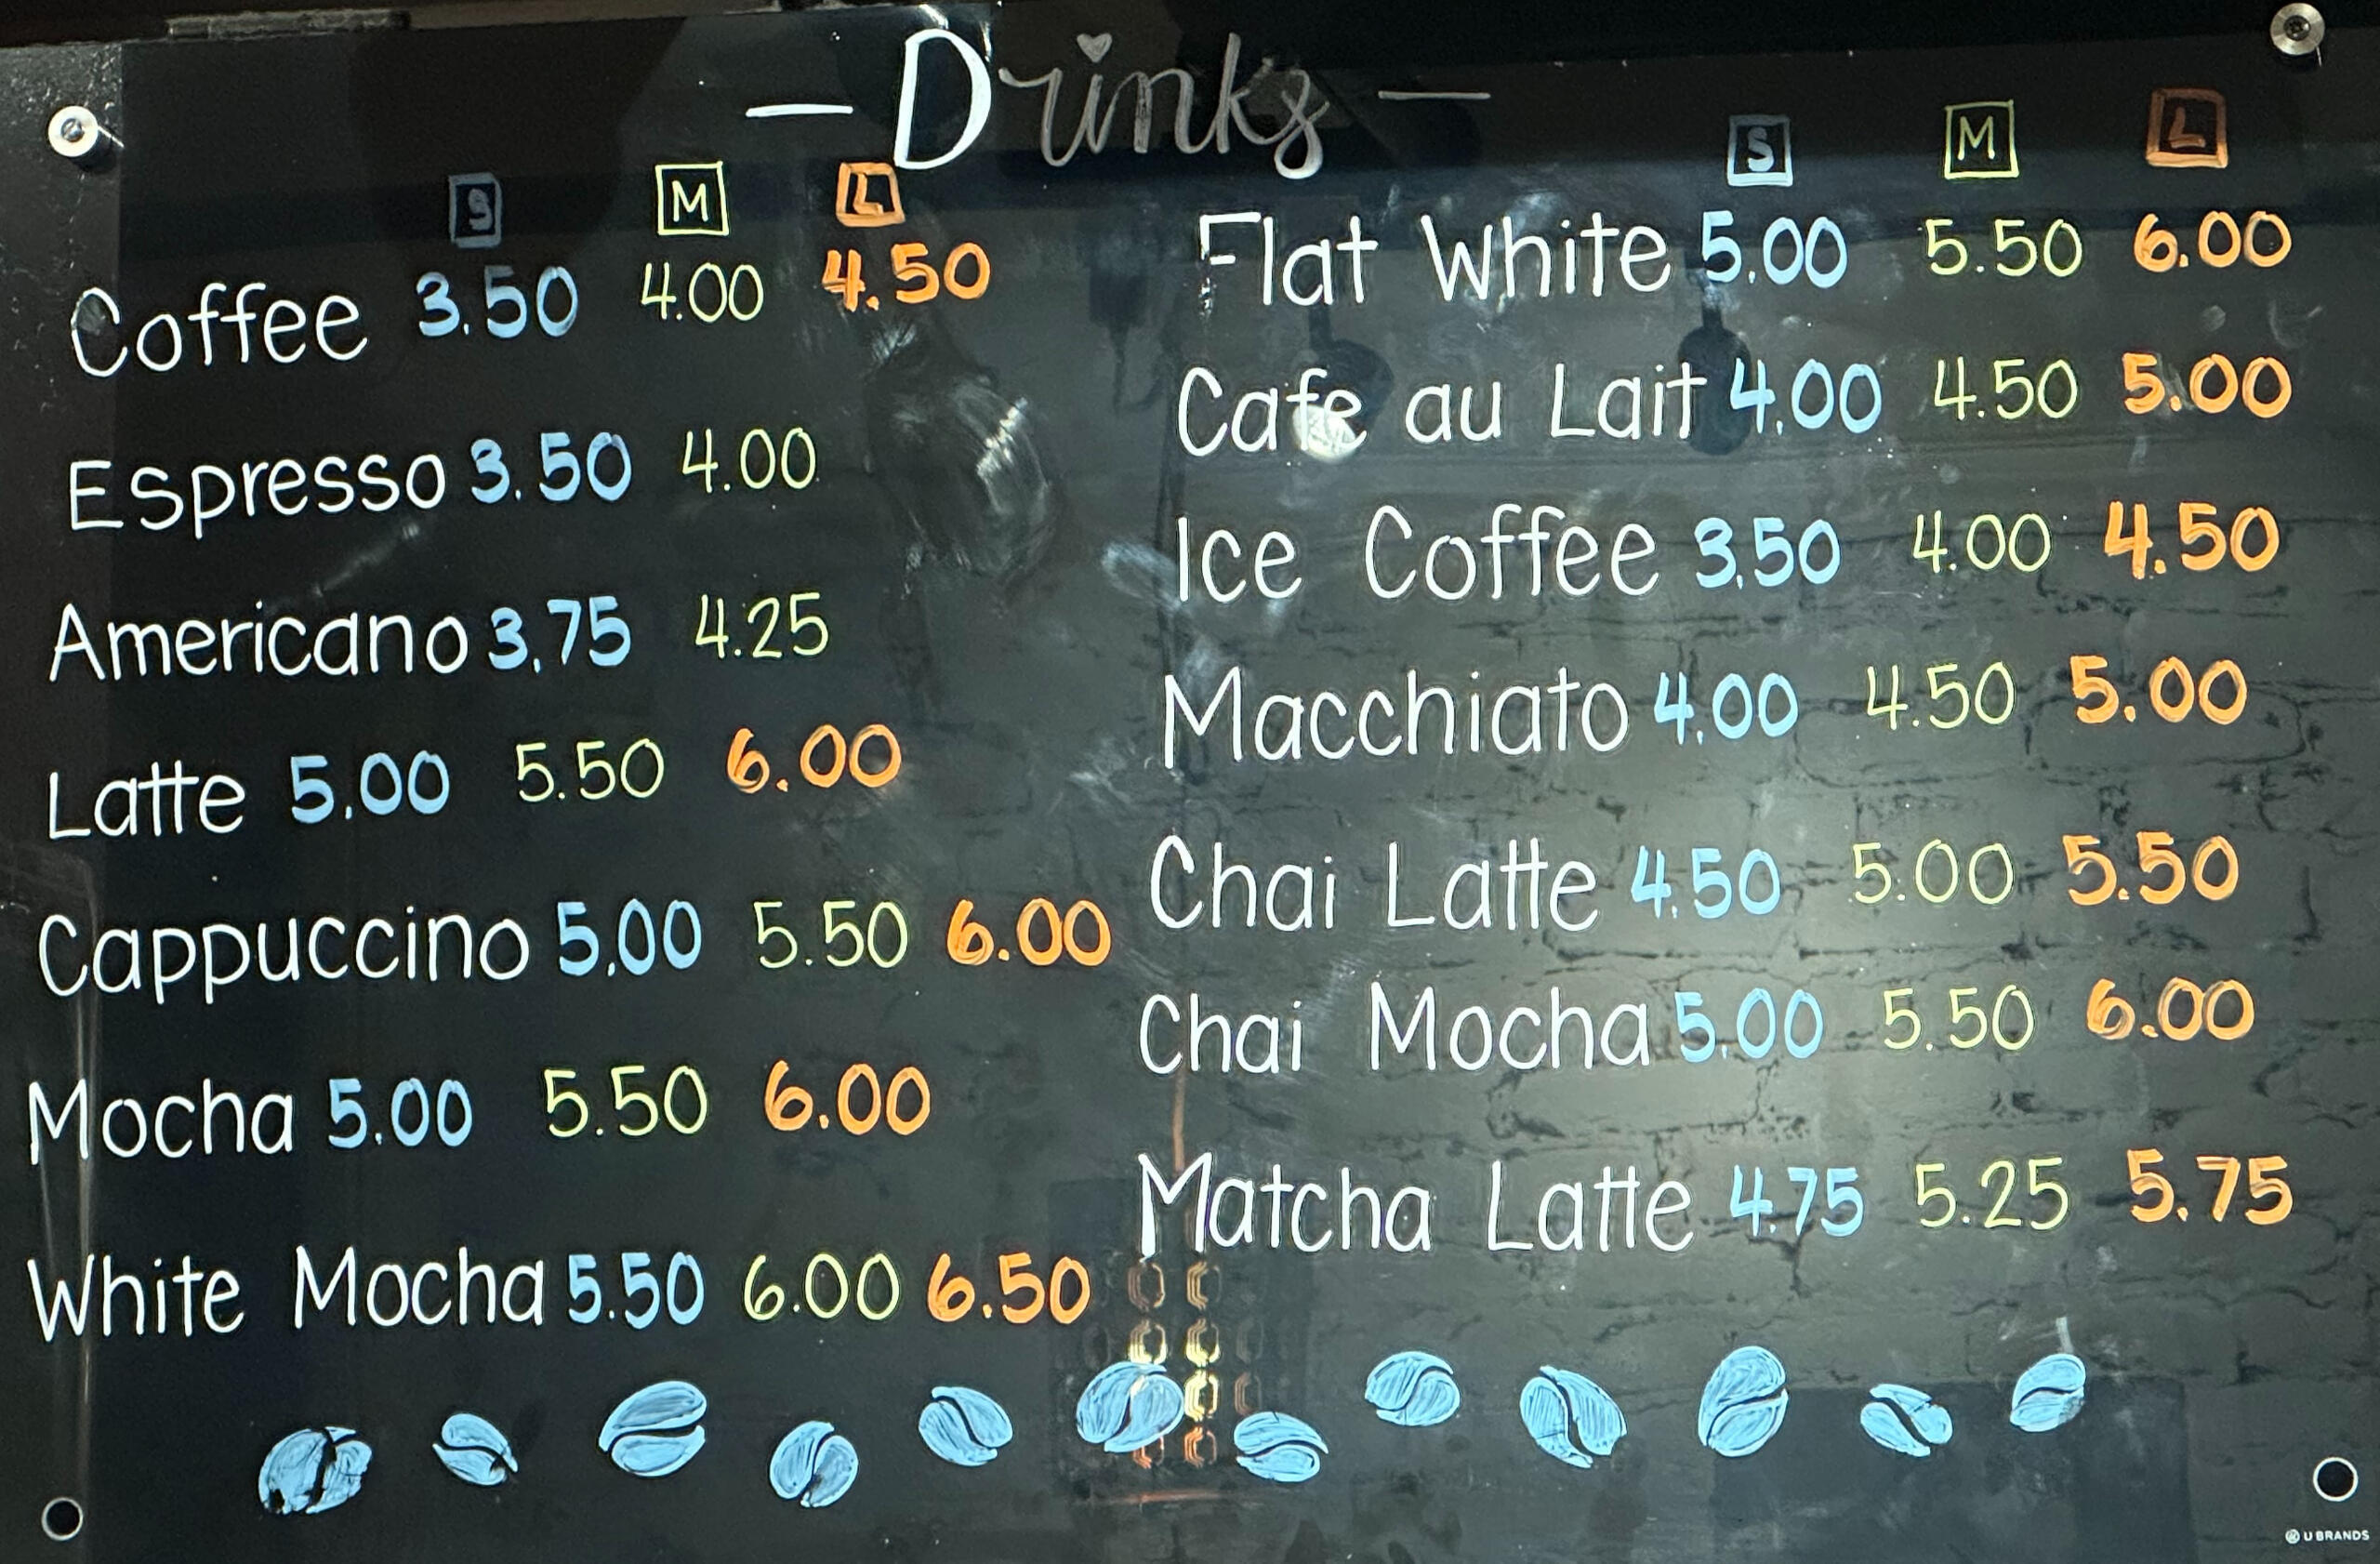 — Drinks —
S M L
Coffee 3.50 4.00 4.50
Espresso 3.50 4.00
Americano 3.75 4.25
Latte 5.00 5.50 6.00
Cappuccino 5.00 5.50 6.00
Mocha 5.00 5.50 6.00
White Mocha 5.50 6.00 6.50
S M L
Flat White 5.00 5.50 6.00
Cafe au Lait 4.00 4.50 5.00
Ice Coffee 3.50 4.00 4.50
Macchiato 4.00 4.50 5.00
Chai Latte 4.50 5.00 5.50
Chai Mocha 5.00 5.50 6.00
Matcha Latte 4.75 5.25 5.75
U BRANDS